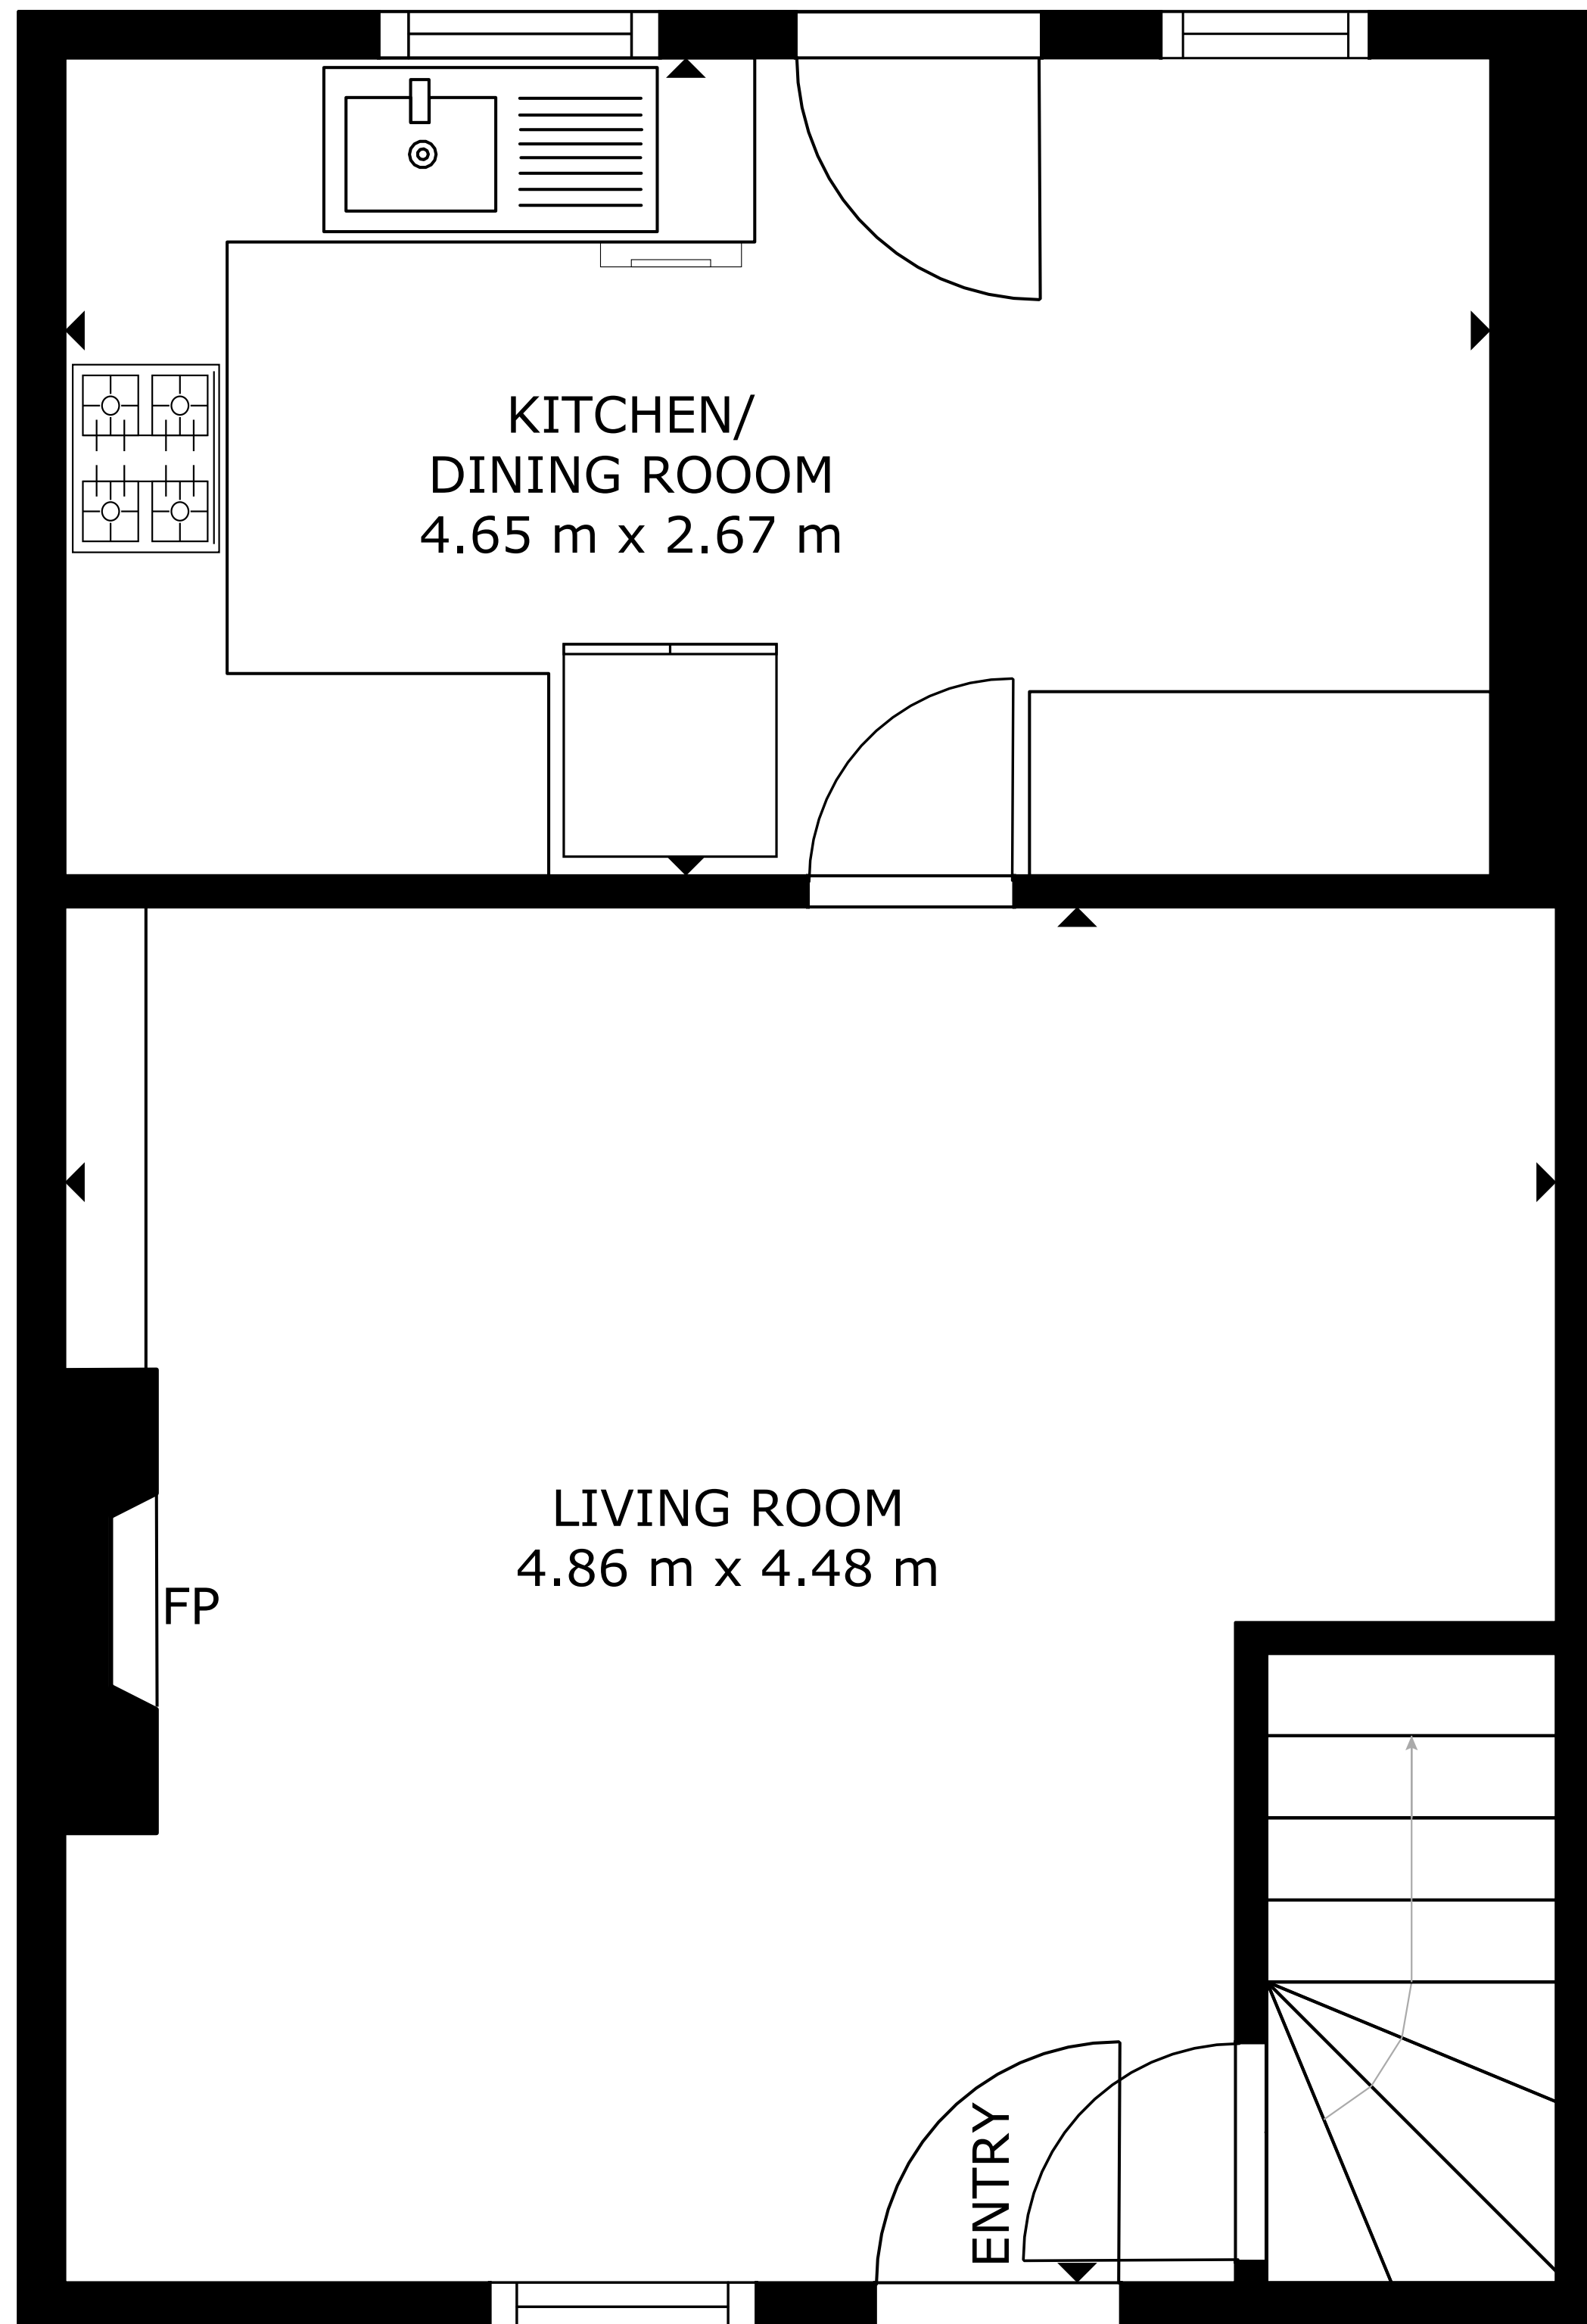 KITCHEN/
DINING ROOOM
4.65 m x 2.67 m
LIVING ROOM
4.86 m x 4.48 m
FP
ENTRY